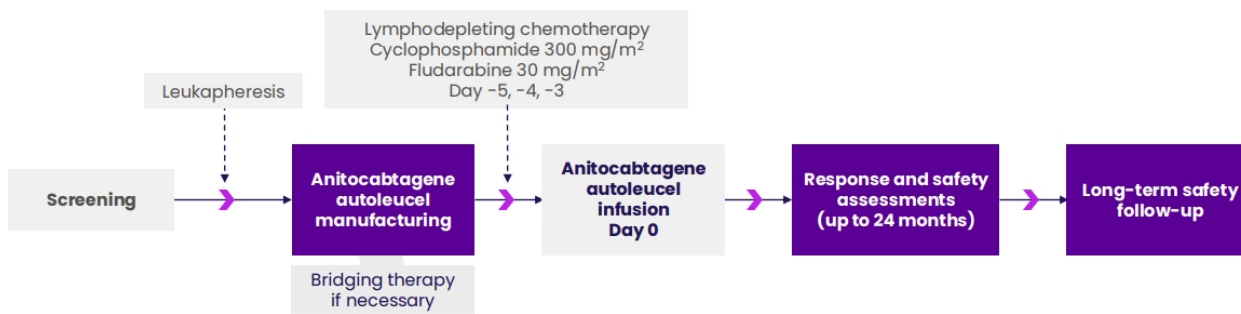 Lymphodepleting chemotherapy
Cyclophosphamide 300 mg/m²
Fludarabine 30 mg/m²
Day -5, -4, -3
Leukapheresis
Screening
Anitocabtagene
autoleucel
manufacturing
Anitocabtagene
autoleucel
infusion
Day 0
Response and safety
assessments
(up to 24 months)
Long-term safety
follow-up
Bridging therapy
if necessary